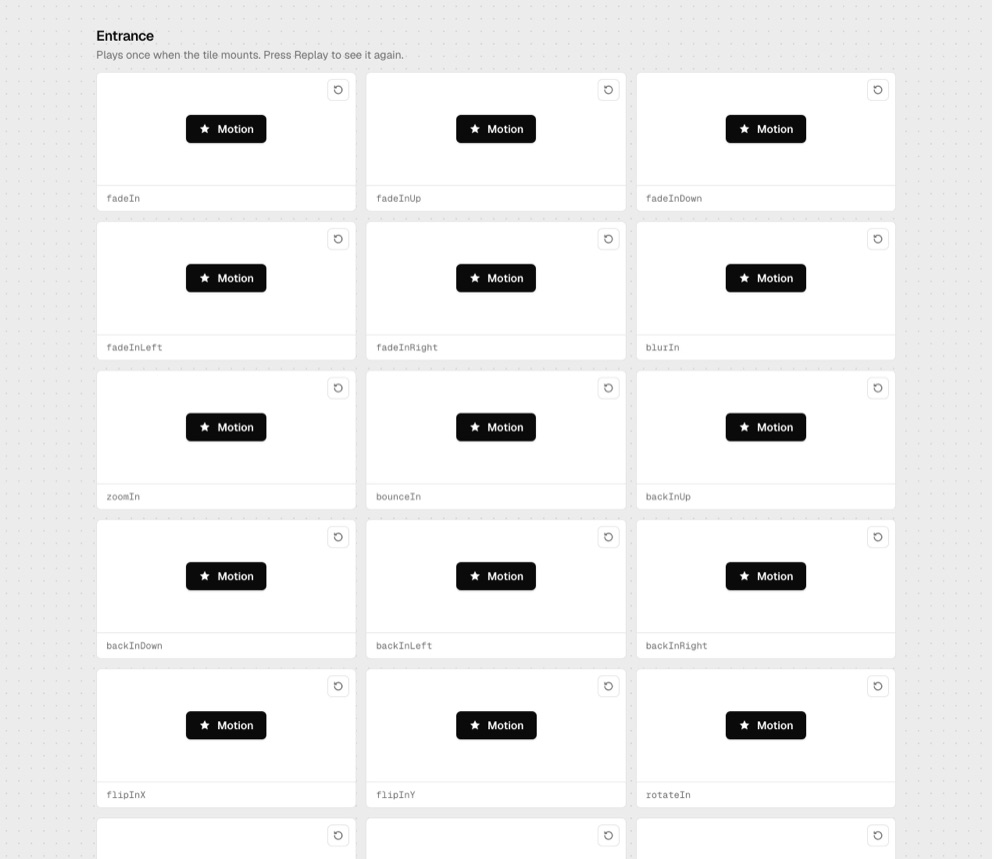 Entrance
Plays once when the tile mounts. Press Replay to see it again.
Motion
Motion
Motion
fadeIn
fadeInUp
fadeInDown
Motion
Motion
Motion
fadeInLeft
fadeInRight
blurIn
Motion
Motion
Motion
zoomIn
bounceIn
backInUp
Motion
Motion
Motion
backInDown
backInLeft
backInRight
Motion
Motion
Motion
flipInX
flipInY
rotateIn